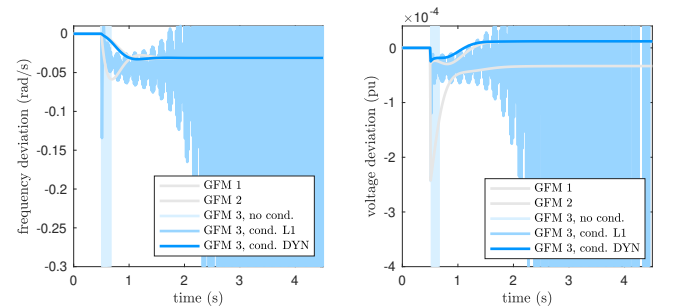 ×10⁻⁴
0
-0.05
-0.1
-0.15
-0.2
-0.25
-0.3
frequency deviation (rad/s)
GFM 1
GFM 2
GFM 3, no cond.
GFM 3, cond. L1
GFM 3, cond. DYN
0 1 2 3 4
time (s)
0
-1
-2
-3
-4
voltage deviation (pu)
GFM 1
GFM 2
GFM 3, no cond.
GFM 3, cond. L1
GFM 3, cond. DYN
0 1 2 3 4
time (s)